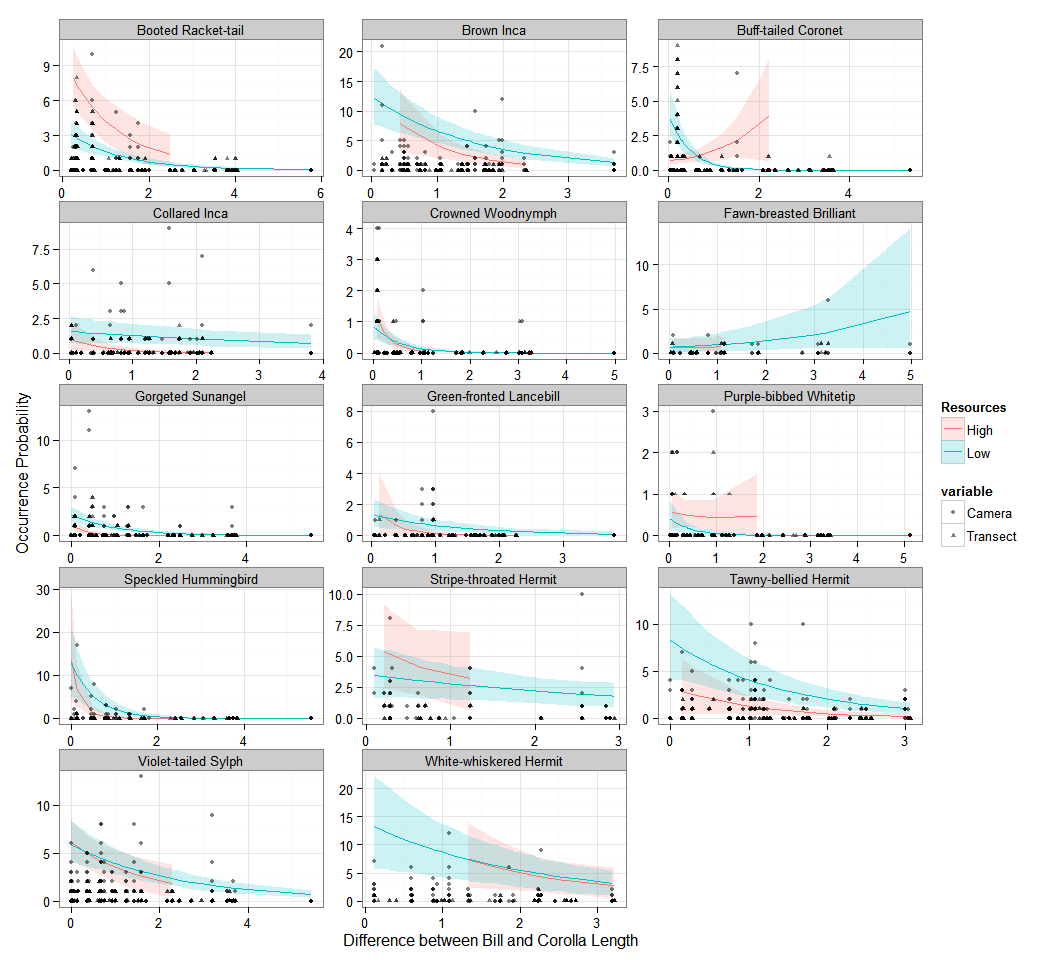 Booted Racket-tail Brown Inca Buff-tailed Coronet
9 6 3 0
20 15 10 5 0
7.5 5.0 2.5 0.0
0 2 4 6 0 1 2 3 0 2 4
Collared Inca Crowned Woodnymph Fawn-breasted Brilliant
7.5 5.0 2.5 0.0
4 3 2 1 0
10 5 0
0 1 2 3 4 0 1 2 3 4 5 0 1 2 3 4 5
Gorgeted Sunangel Green-fronted Lancebill Purple-bibbed Whitetip
10 5 0
8 6 4 2 0
3 2 1 0
0 2 4 0 1 2 3 0 1 2 3 4 5
Speckled Hummingbird Stripe-throated Hermit Tawny-bellied Hermit
30 20 10 0
10.0 7.5 5.0 2.5 0.0
10 5 0
0 2 4 0 1 2 3 0 1 2 3
Violet-tailed Sylph White-whiskered Hermit
10 5 0
20 15 10 5 0
0 2 4 0 1 2 3
Occurrence Probability
Difference between Bill and Corolla Length
Resources
High
Low
variable
Camera
Transect